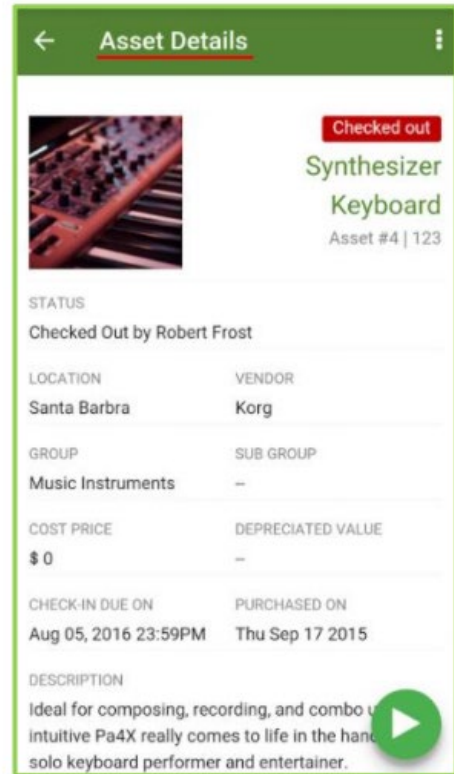 Asset Details
Checked out
Synthesizer
Keyboard
Asset #4 | 123
STATUS
Checked Out by Robert Frost
LOCATION
VENDOR
Santa Barbra
Korg
GROUP
SUB GROUP
Music Instruments
–
COST PRICE
DEPRECIATED VALUE
$ 0
–
CHECK-IN DUE ON
PURCHASED ON
Aug 05, 2016 23:59PM
Thu Sep 17 2015
DESCRIPTION
Ideal for composing, recording, and combo
intuitive Pa4X really comes to life in the
solo keyboard performer and entertainer.